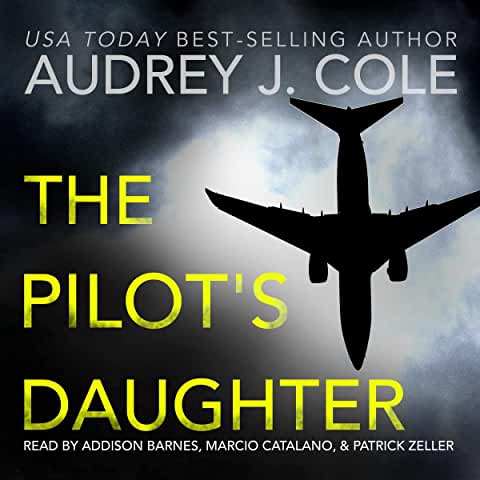 USA TODAY BEST-SELLING AUTHOR
AUDREY J. COLE
THE
PILOT'S
DAUGHTER
READ BY ADDISON BARNES, MARCIO CATALANO, & PATRICK ZELLER